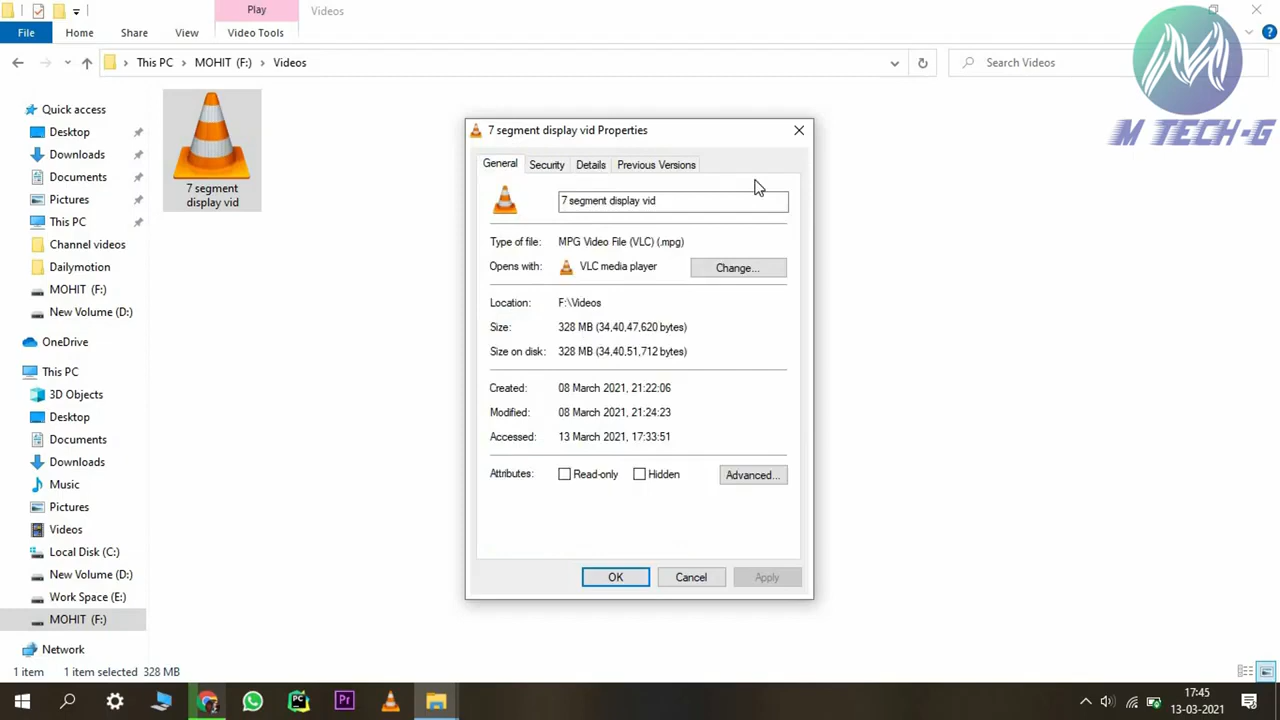 Play
Videos
File
Home
Share
View
Video Tools
This PC
MOHIT (F:)
Videos
Search Videos
M TECH-G
Quick access
Desktop
Downloads
Documents
Pictures
This PC
Channel videos
Dailymotion
MOHIT (F:)
New Volume (D:)
OneDrive
This PC
3D Objects
Desktop
Documents
Downloads
Music
Pictures
Videos
Local Disk (C:)
New Volume (D:)
Work Space (E:)
MOHIT (F:)
Network
7 segment
display vid
7 segment display vid Properties
General
Security
Details
Previous Versions
7 segment display vid
Type of file: MPG Video File (VLC) (.mpg)
Opens with: VLC media player
Change...
Location: F:\Videos
Size: 328 MB (34,40,47,620 bytes)
Size on disk: 328 MB (34,40,51,712 bytes)
Created: 08 March 2021, 21:22:06
Modified: 08 March 2021, 21:24:23
Accessed: 13 March 2021, 17:33:51
Attributes: Read-only Hidden
Advanced...
OK
Cancel
Apply
1 item
1 item selected 328 MB
PC
Pr
17:45
13-03-2021